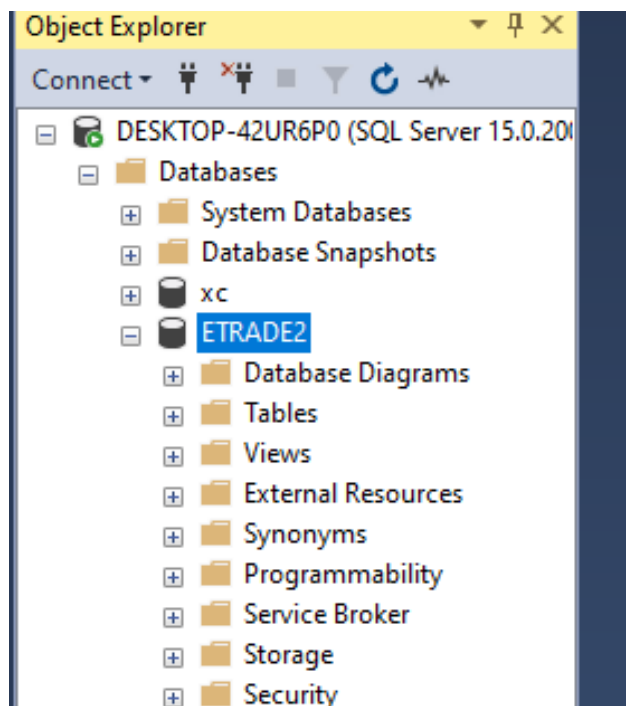 Object Explorer
Connect
DESKTOP-42UR6P0 (SQL Server 15.0.200
Databases
System Databases
Database Snapshots
xc
ETRADE2
Database Diagrams
Tables
Views
External Resources
Synonyms
Programmability
Service Broker
Storage
Security